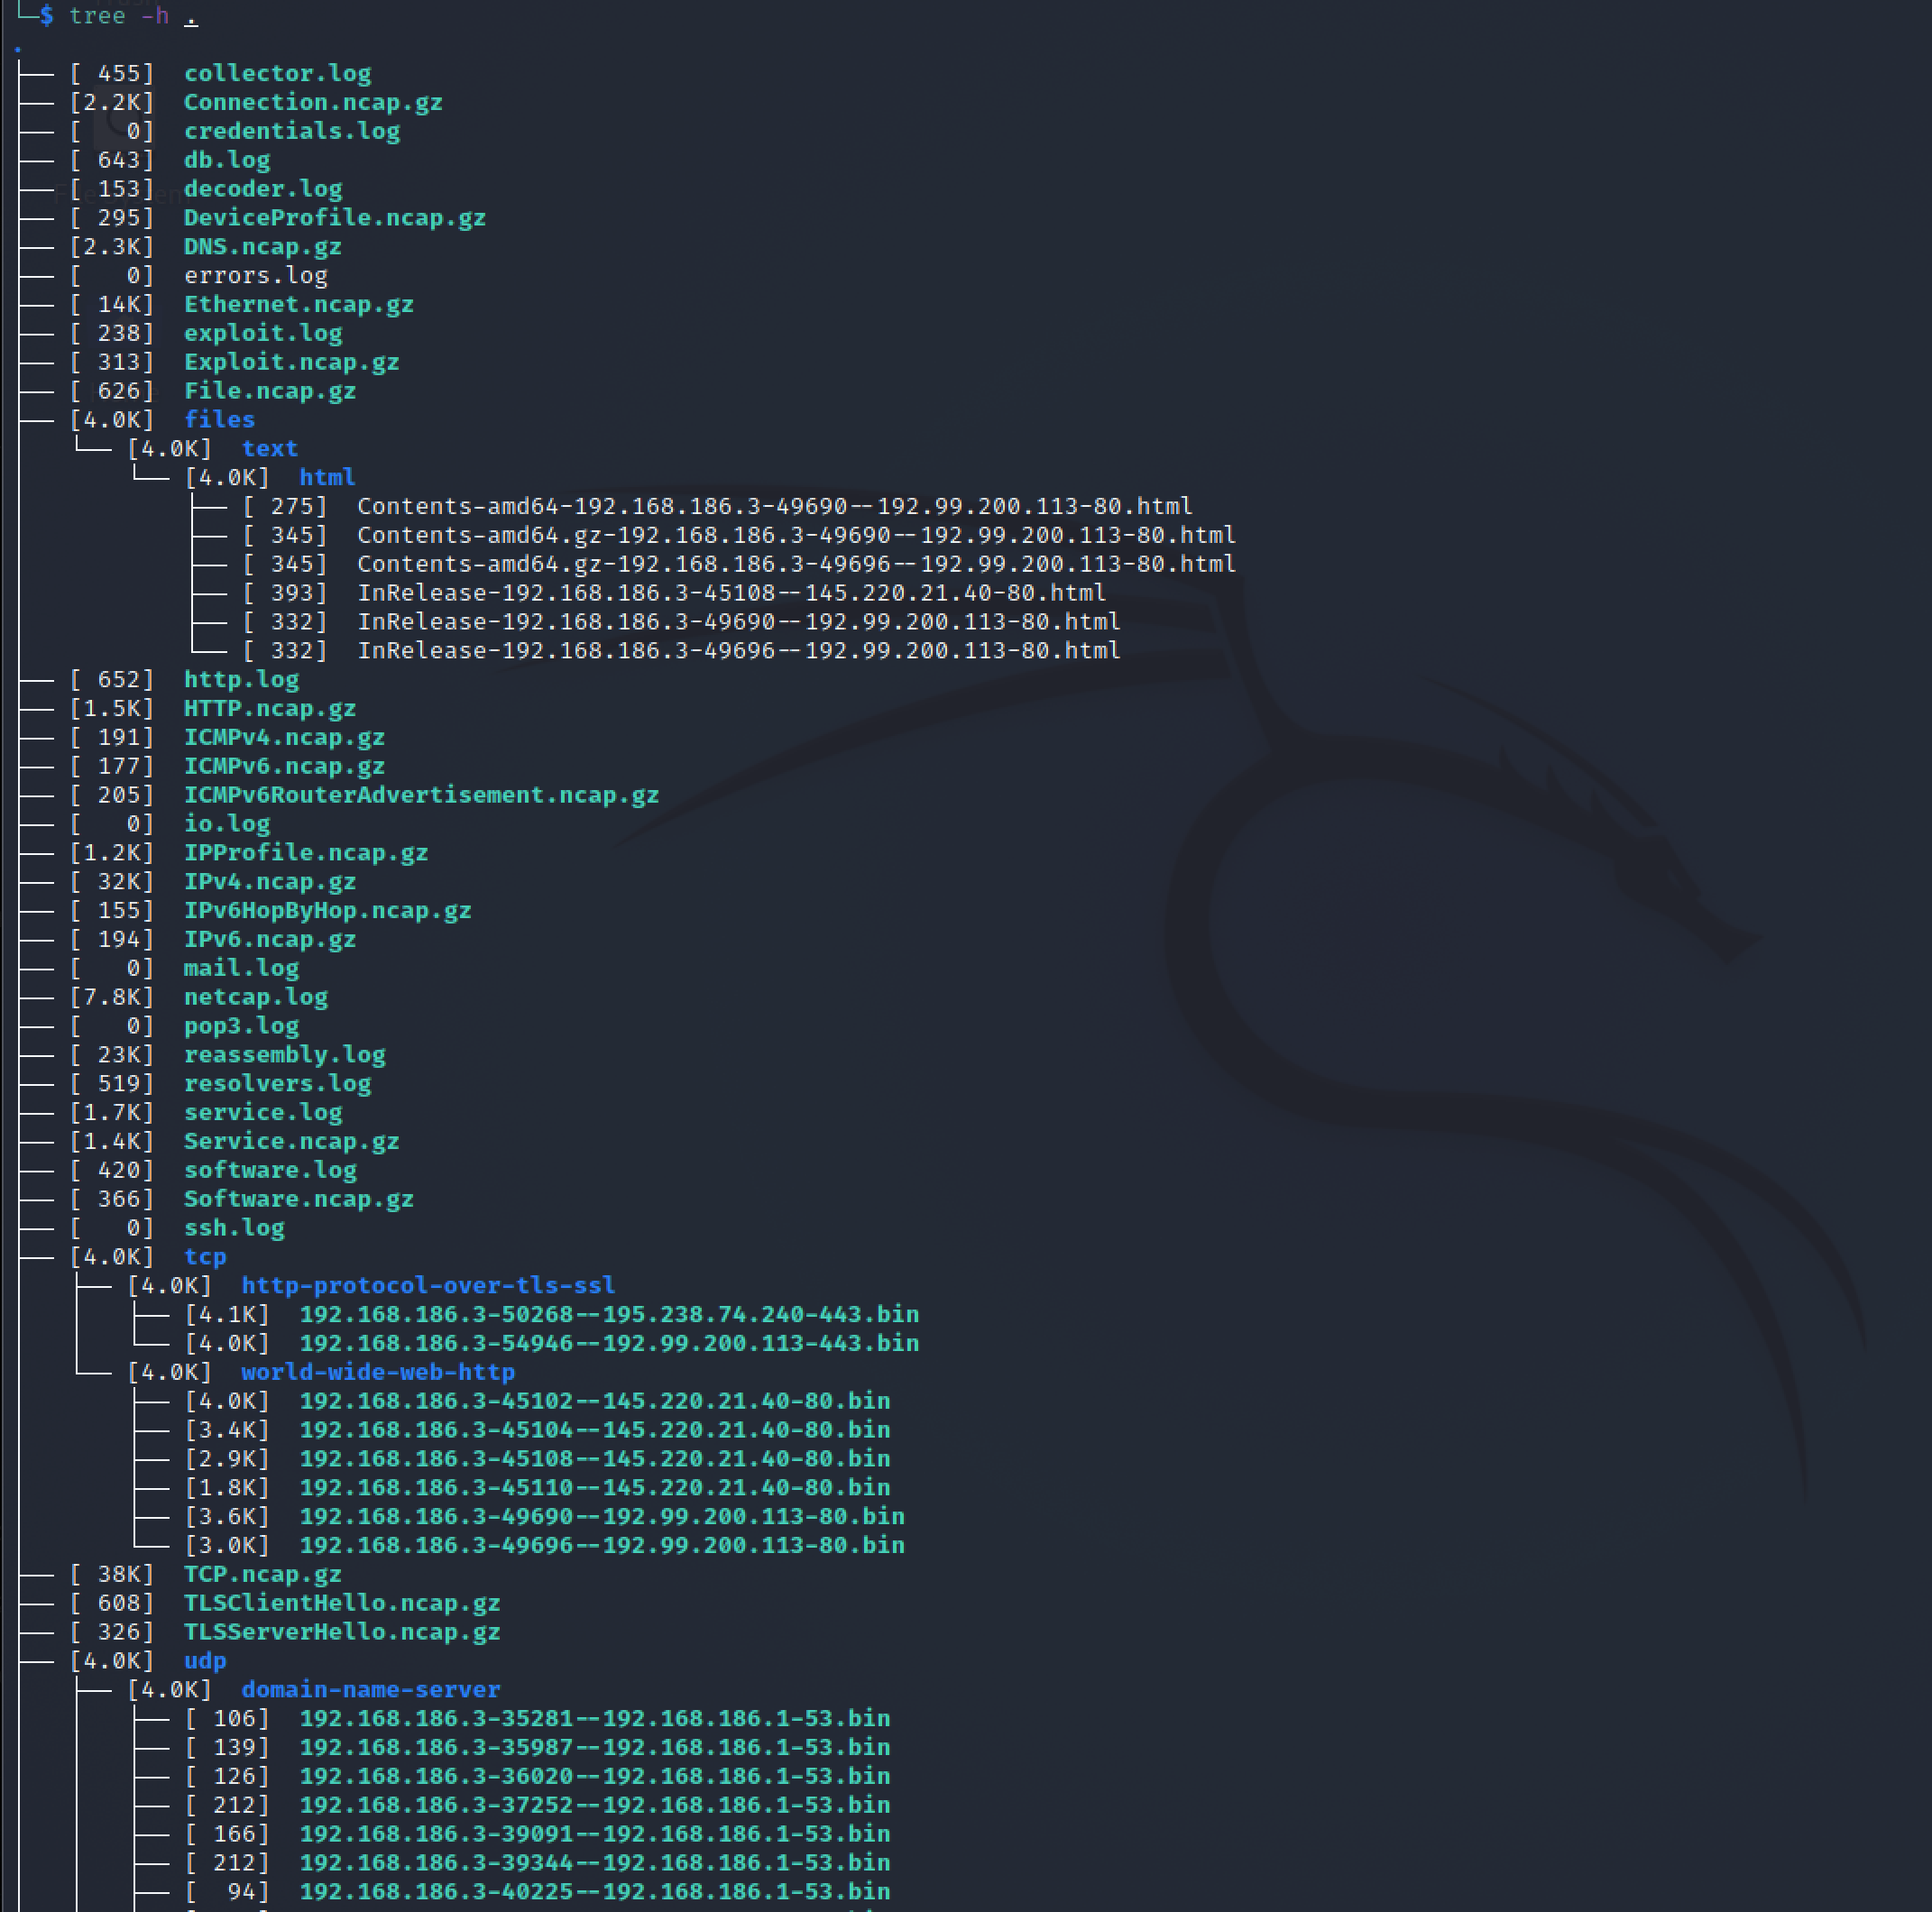 └─$ tree -h .
.
├── [ 455]  collector.log
├── [2.2K]  Connection.ncap.gz
├── [   0]  credentials.log
├── [ 643]  db.log
├── [ 153]  decoder.log
├── [ 295]  DeviceProfile.ncap.gz
├── [2.3K]  DNS.ncap.gz
├── [   0]  errors.log
├── [ 14K]  Ethernet.ncap.gz
├── [ 238]  exploit.log
├── [ 313]  Exploit.ncap.gz
├── [ 626]  File.ncap.gz
├── [4.0K]  files
│   └── [4.0K]  text
│       └── [4.0K]  html
│           ├── [ 275]  Contents-amd64-192.168.186.3-49690--192.99.200.113-80.html
│           ├── [ 345]  Contents-amd64.gz-192.168.186.3-49690--192.99.200.113-80.html
│           ├── [ 345]  Contents-amd64.gz-192.168.186.3-49696--192.99.200.113-80.html
│           ├── [ 393]  InRelease-192.168.186.3-45108--145.220.21.40-80.html
│           ├── [ 332]  InRelease-192.168.186.3-49690--192.99.200.113-80.html
│           └── [ 332]  InRelease-192.168.186.3-49696--192.99.200.113-80.html
├── [ 652]  http.log
├── [1.5K]  HTTP.ncap.gz
├── [ 191]  ICMPv4.ncap.gz
├── [ 177]  ICMPv6.ncap.gz
├── [ 205]  ICMPv6RouterAdvertisement.ncap.gz
├── [   0]  io.log
├── [1.2K]  IPProfile.ncap.gz
├── [ 32K]  IPv4.ncap.gz
├── [ 155]  IPv6HopByHop.ncap.gz
├── [ 194]  IPv6.ncap.gz
├── [   0]  mail.log
├── [7.8K]  netcap.log
├── [   0]  pop3.log
├── [ 23K]  reassembly.log
├── [ 519]  resolvers.log
├── [1.7K]  service.log
├── [1.4K]  Service.ncap.gz
├── [ 420]  software.log
├── [ 366]  Software.ncap.gz
├── [   0]  ssh.log
├── [4.0K]  tcp
│   ├── [4.0K]  http-protocol-over-tls-ssl
│   │   ├── [4.1K]  192.168.186.3-50268--195.238.74.240-443.bin
│   │   └── [4.0K]  192.168.186.3-54946--192.99.200.113-443.bin
│   └── [4.0K]  world-wide-web-http
│       ├── [4.0K]  192.168.186.3-45102--145.220.21.40-80.bin
│       ├── [3.4K]  192.168.186.3-45104--145.220.21.40-80.bin
│       ├── [2.9K]  192.168.186.3-45108--145.220.21.40-80.bin
│       ├── [1.8K]  192.168.186.3-45110--145.220.21.40-80.bin
│       ├── [3.6K]  192.168.186.3-49690--192.99.200.113-80.bin
│       └── [3.0K]  192.168.186.3-49696--192.99.200.113-80.bin
├── [ 38K]  TCP.ncap.gz
├── [ 608]  TLSClientHello.ncap.gz
├── [ 326]  TLSServerHello.ncap.gz
├── [4.0K]  udp
│   ├── [4.0K]  domain-name-server
│   │   ├── [ 106]  192.168.186.3-35281--192.168.186.1-53.bin
│   │   ├── [ 139]  192.168.186.3-35987--192.168.186.1-53.bin
│   │   ├── [ 126]  192.168.186.3-36020--192.168.186.1-53.bin
│   │   ├── [ 212]  192.168.186.3-37252--192.168.186.1-53.bin
│   │   ├── [ 166]  192.168.186.3-39091--192.168.186.1-53.bin
│   │   ├── [ 212]  192.168.186.3-39344--192.168.186.1-53.bin
│   │   ├── [  94]  192.168.186.3-40225--192.168.186.1-53.bin